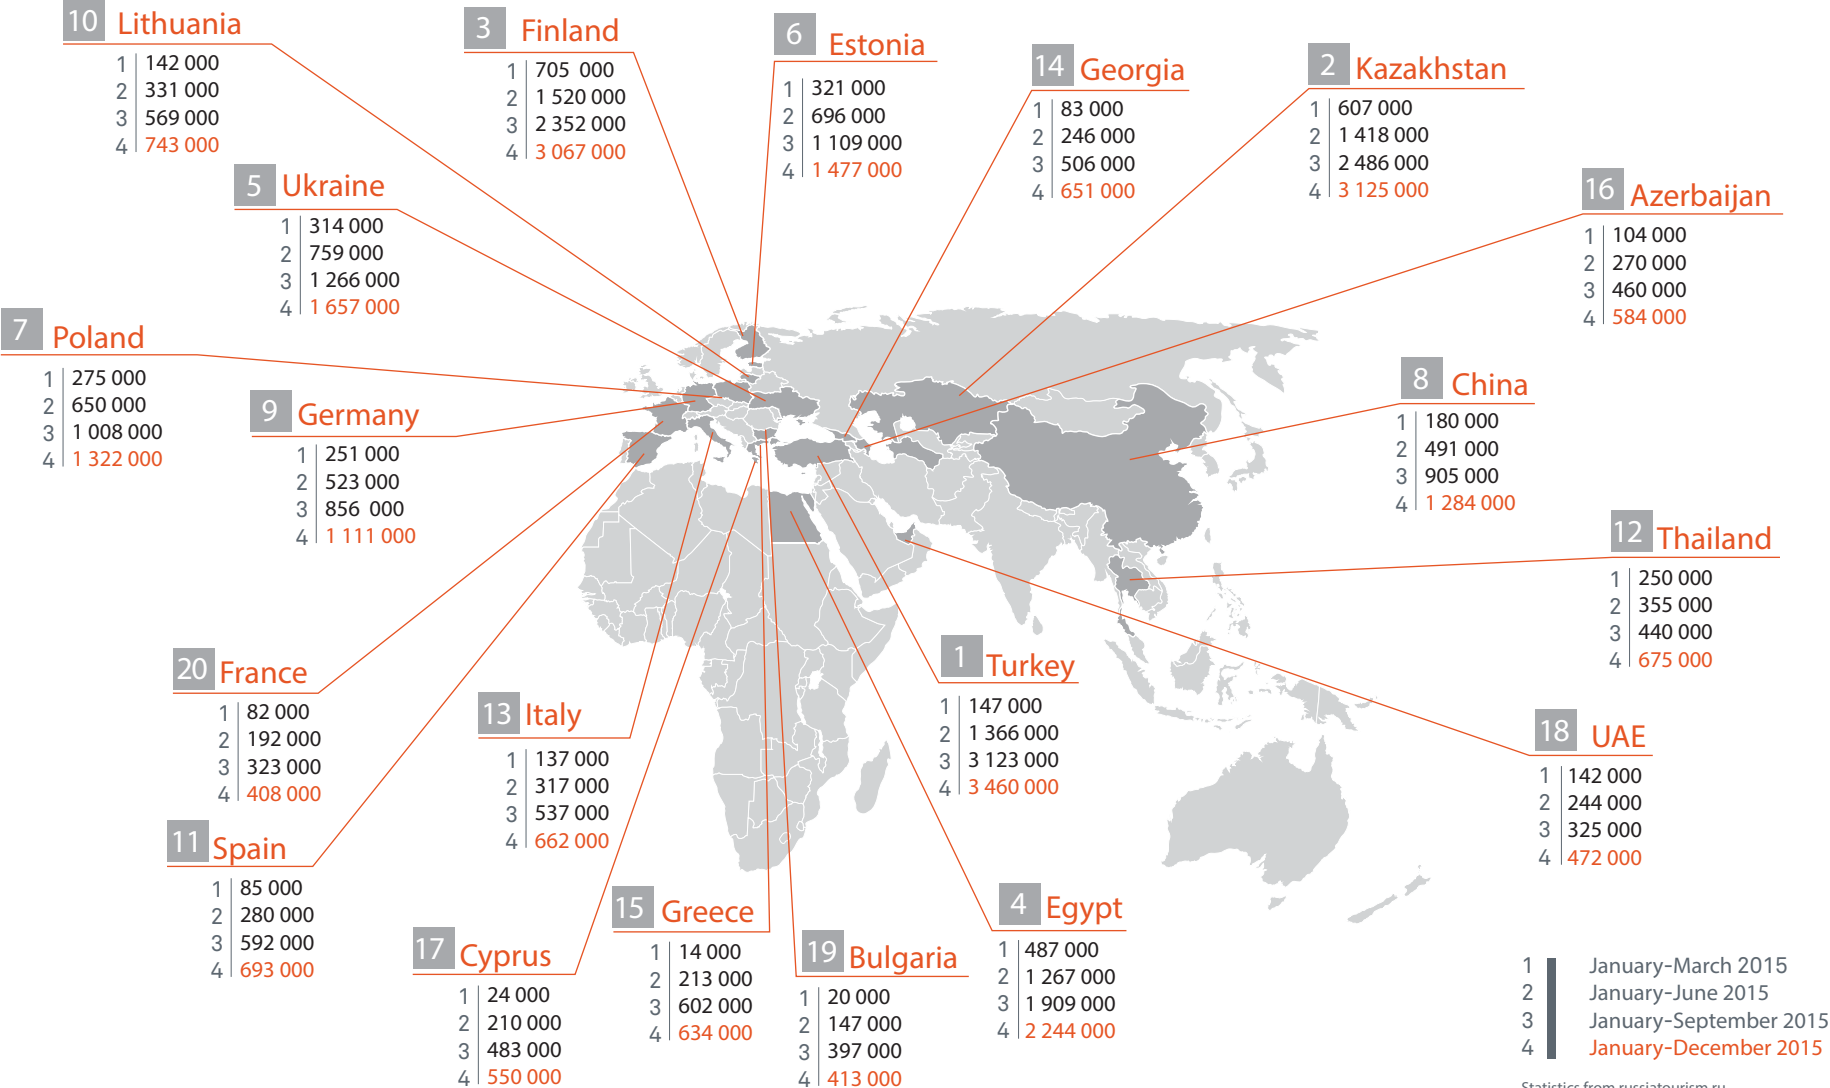 10 Lithuania
1 142 000
2 331 000
3 569 000
4 743 000
3 Finland
1 705 000
2 1 520 000
3 2 352 000
4 3 067 000
6 Estonia
1 321 000
2 696 000
3 1 109 000
4 1 477 000
14 Georgia
1 83 000
2 246 000
3 506 000
4 651 000
2 Kazakhstan
1 607 000
2 1 418 000
3 2 486 000
4 3 125 000
5 Ukraine
1 314 000
2 759 000
3 1 266 000
4 1 657 000
16 Azerbaijan
1 104 000
2 270 000
3 460 000
4 584 000
7 Poland
1 275 000
2 650 000
3 1 008 000
4 1 322 000
9 Germany
1 251 000
2 523 000
3 856 000
4 1 111 000
8 China
1 180 000
2 491 000
3 905 000
4 1 284 000
12 Thailand
1 250 000
2 355 000
3 440 000
4 675 000
20 France
1 82 000
2 192 000
3 323 000
4 408 000
13 Italy
1 137 000
2 317 000
3 537 000
4 662 000
1 Turkey
1 147 000
2 1 366 000
3 3 123 000
4 3 460 000
18 UAE
1 142 000
2 244 000
3 325 000
4 472 000
11 Spain
1 85 000
2 280 000
3 592 000
4 693 000
17 Cyprus
1 24 000
2 210 000
3 483 000
4 550 000
15 Greece
1 14 000
2 213 000
3 602 000
4 634 000
19 Bulgaria
1 20 000
2 147 000
3 397 000
4 413 000
4 Egypt
1 487 000
2 1 267 000
3 1 909 000
4 2 244 000
1 January-March 2015
2 January-June 2015
3 January-September 2015
4 January-December 2015
Statistics from russiatourism.ru